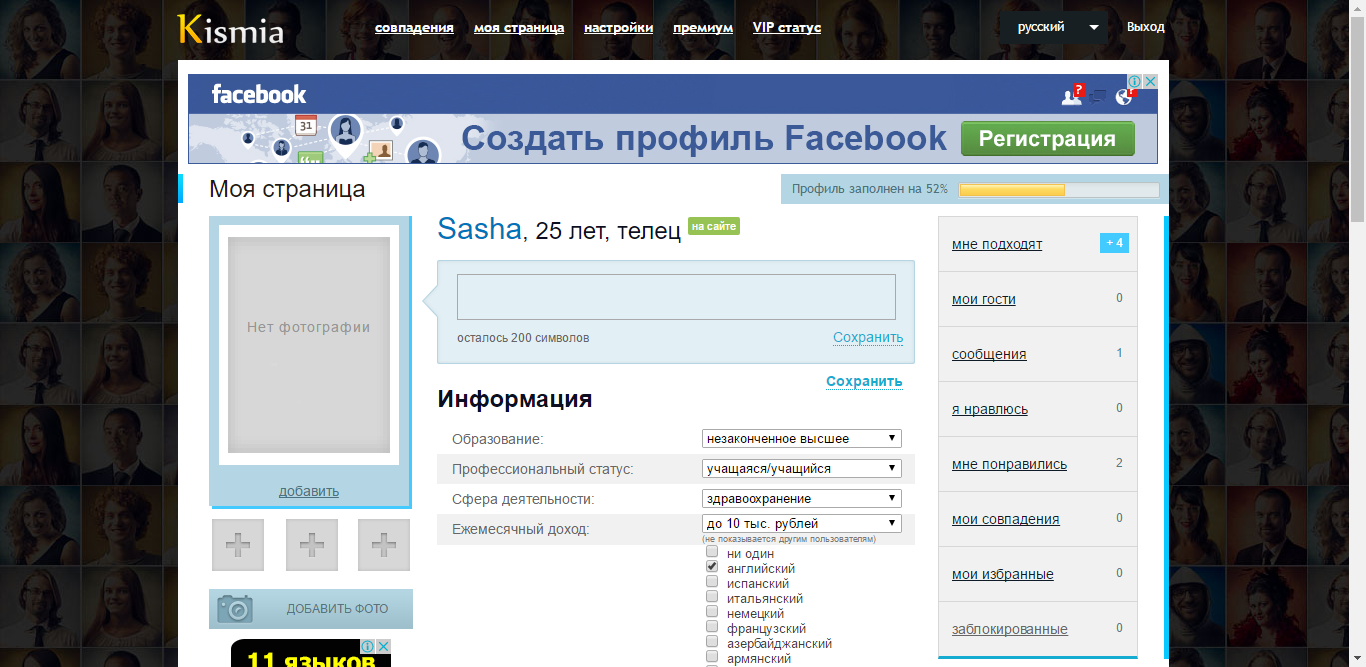 Kismia
совпадения моя страница настройки премиум VIP статус
русский
Выход
facebook
?
31
Создать профиль Facebook
Регистрация
Моя страница
Профиль заполнен на 52%
Нет фотографии
добавить
ДОБАВИТЬ ФОТО
11 языков
Sasha, 25 лет, телец на сайте
осталось 200 символов Сохранить
Сохранить
Информация
Образование: незаконченное высшее
Профессиональный статус: учащаяся/учащийся
Сфера деятельности: здравоохранение
Ежемесячный доход: до 10 тыс. рублей
(не показывается другим пользователям)
ни один
английский
испанский
итальянский
немецкий
французский
азербайджанский
армянский
мне подходят + 4
мои гости 0
сообщения 1
я нравлюсь 0
мне понравились 2
мои совпадения 0
мои избранные 0
заблокированные 0